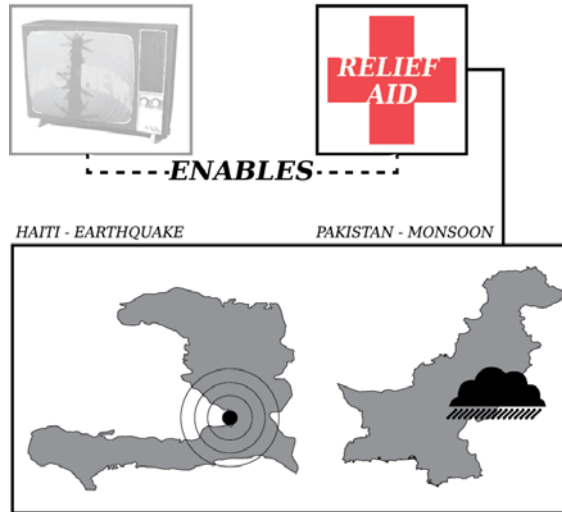 RELIEF
AID
ENABLES
HAITI - EARTHQUAKE
PAKISTAN - MONSOON